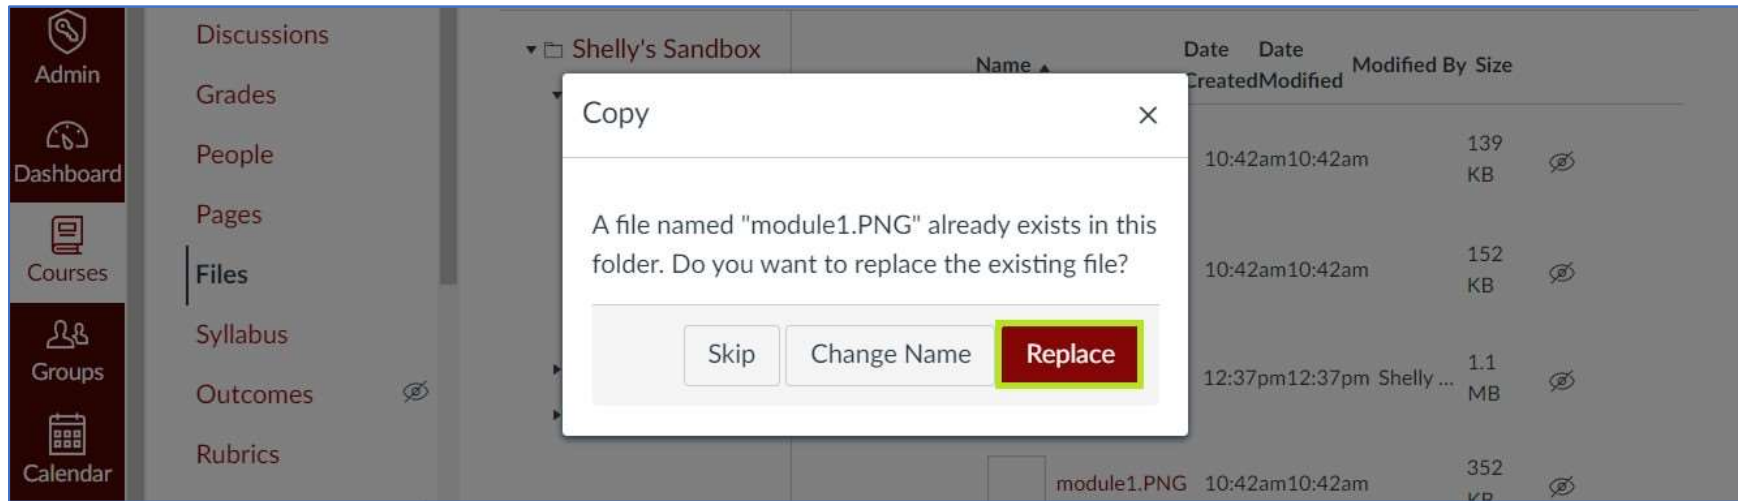 Admin
Dashboard
Courses
Groups
Calendar
Discussions
Grades
People
Pages
Files
Syllabus
Outcomes
Rubrics
Shelly's Sandbox
Name
Date Created
Date Modified
Modified By
Size
Copy
A file named "module1.PNG" already exists in this
folder. Do you want to replace the existing file?
Skip
Change Name
Replace
10:42am 10:42am 139 KB
10:42am 10:42am 152 KB
12:37pm 12:37pm Shelly ... 1.1 MB
module1.PNG 10:42am 10:42am 352 KB